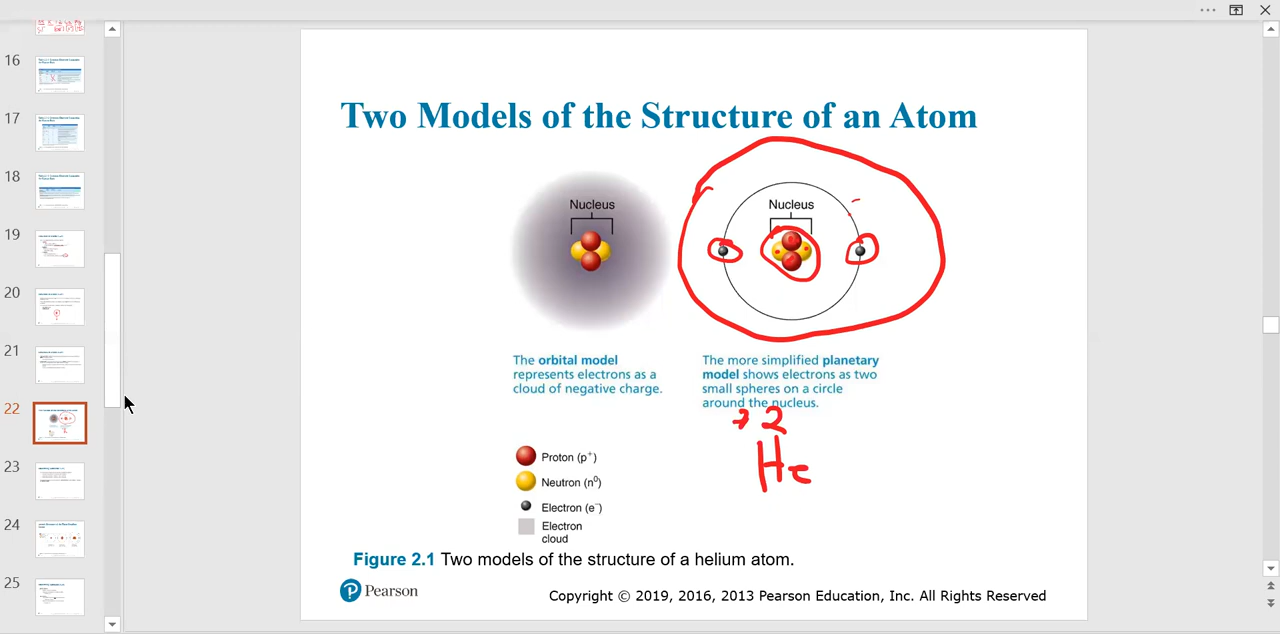 16
17
18
19
20
21
22
23
24
25
Two Models of the Structure of an Atom
Nucleus
Nucleus
The orbital model
represents electrons as a
cloud of negative charge.
The more simplified planetary
model shows electrons as two
small spheres on a circle
around the nucleus.
2
He
Proton (p⁺)
Neutron (n⁰)
Electron (e⁻)
Electron
cloud
Figure 2.1 Two models of the structure of a helium atom.
Pearson
Copyright © 2019, 2016, 2013 Pearson Education, Inc. All Rights Reserved